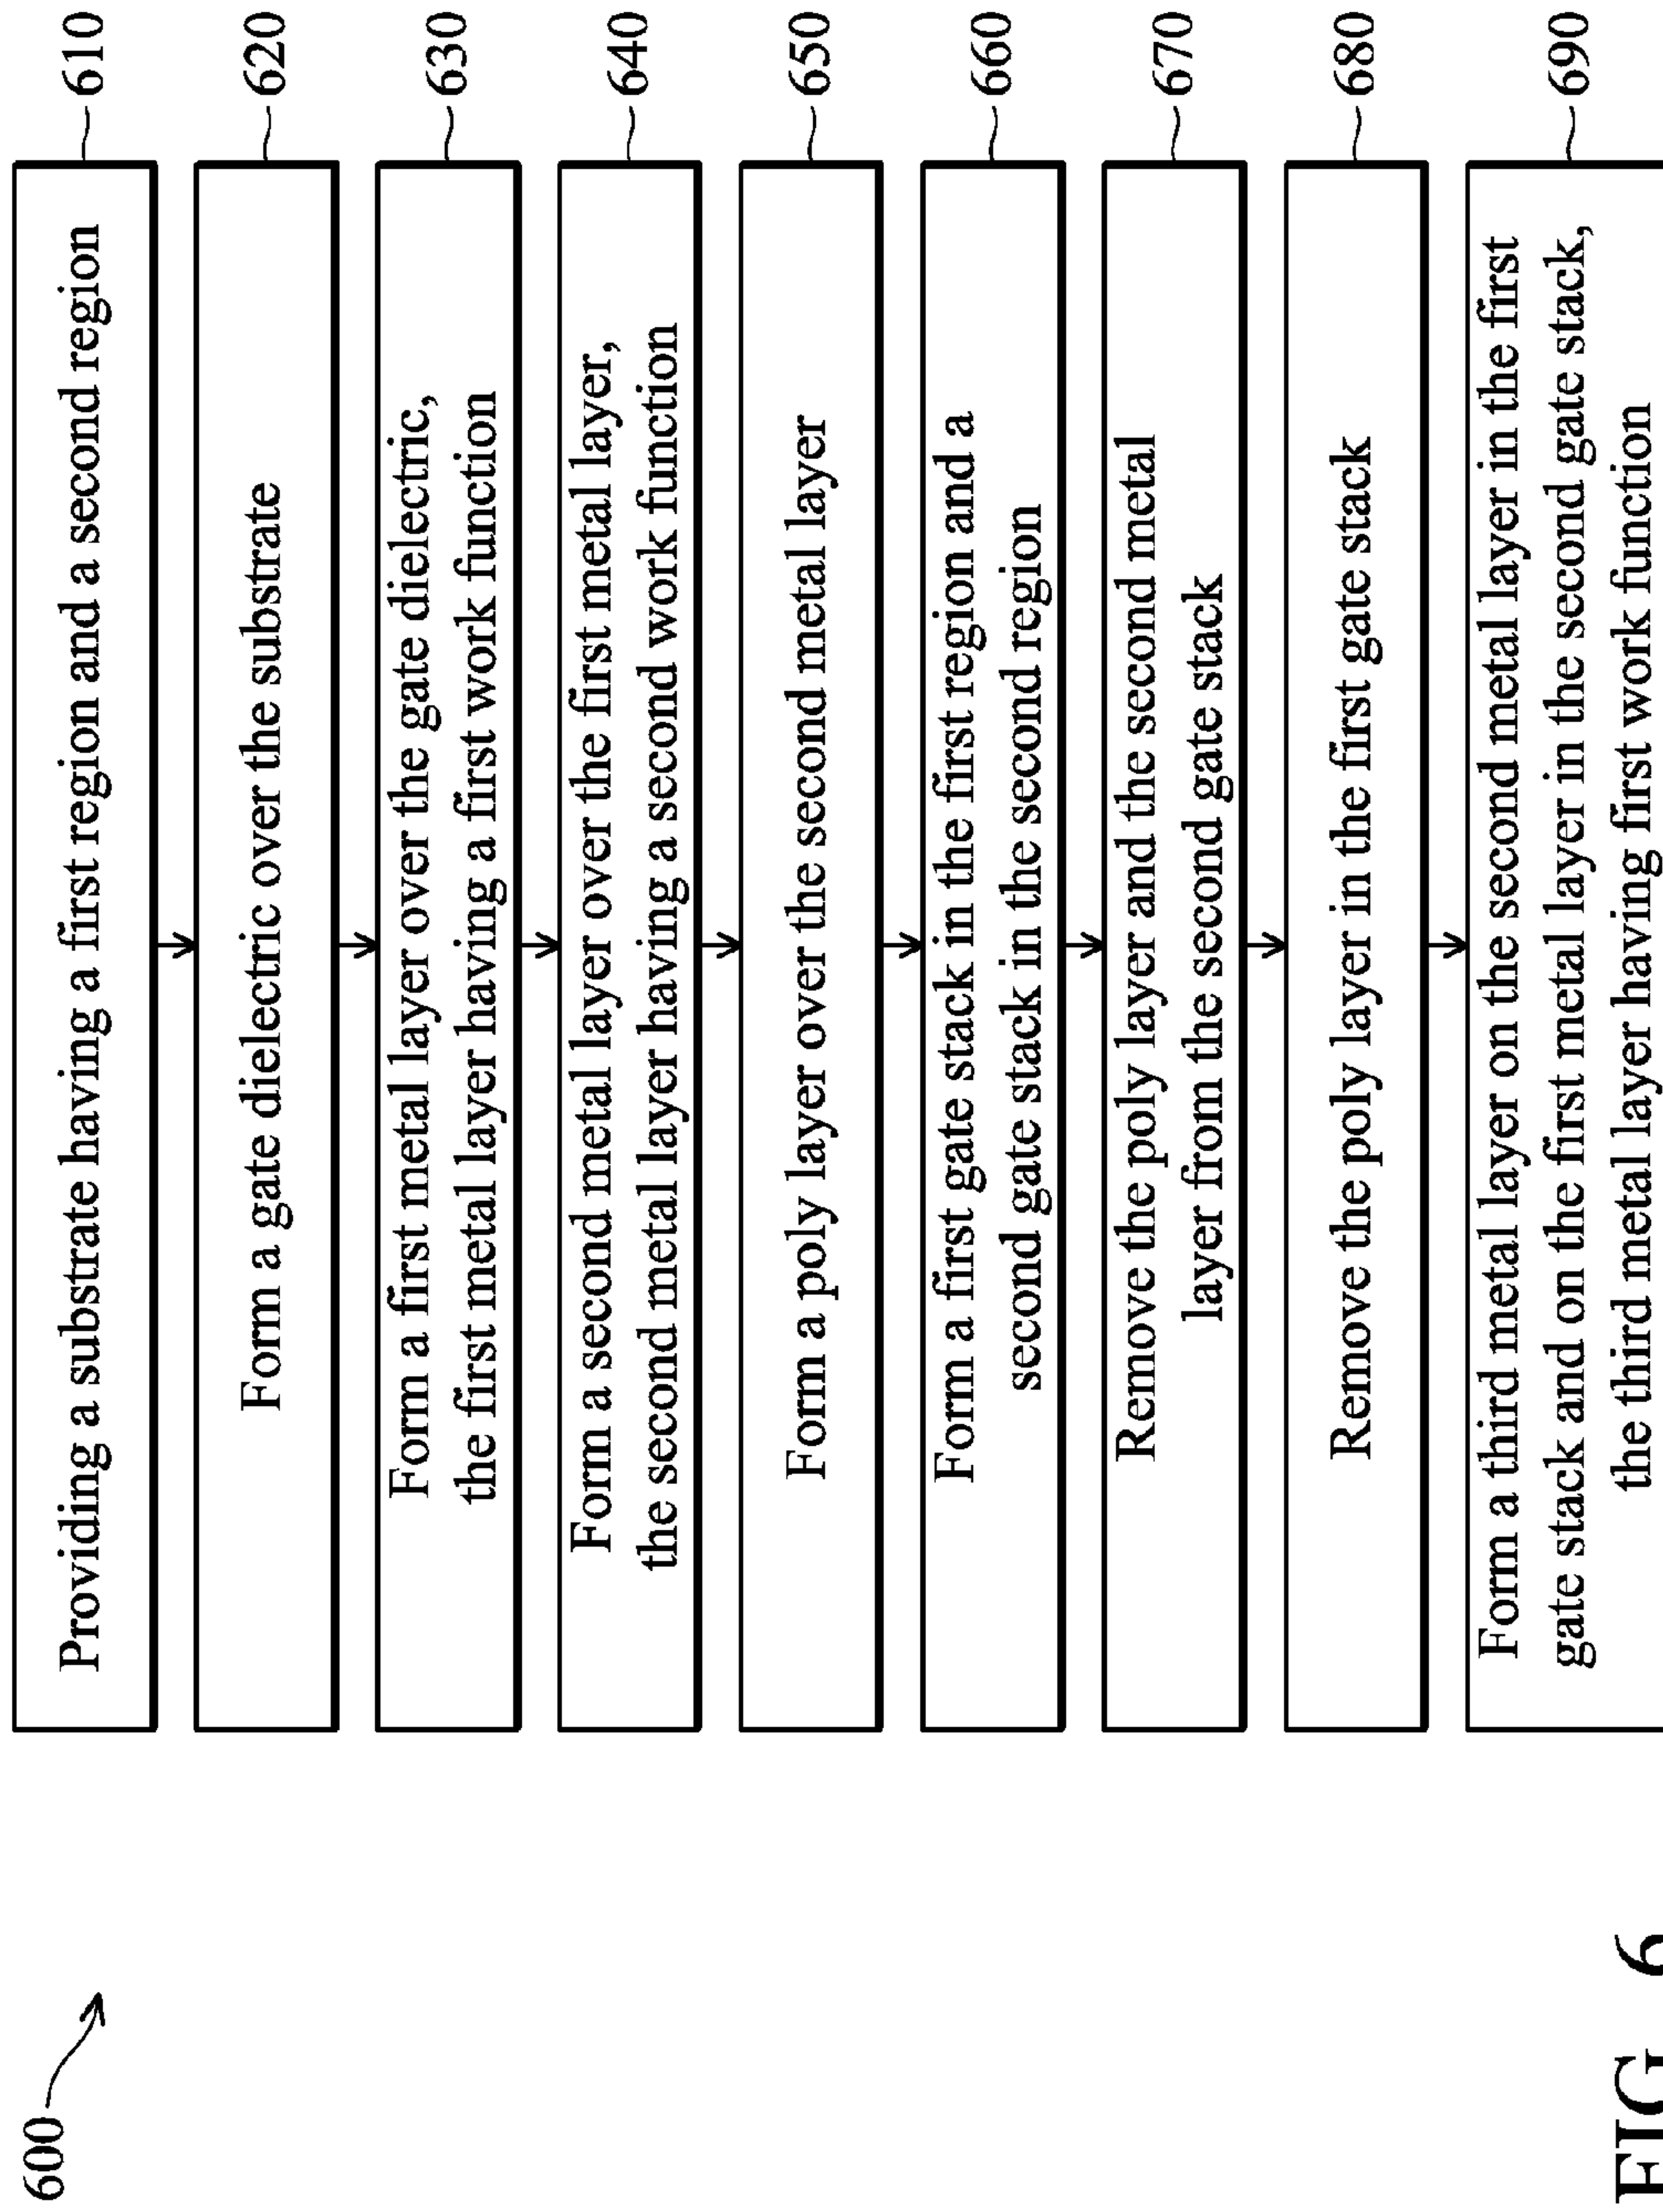 600
Providing a substrate having a first region and a second region
610
Form a gate dielectric over the substrate
620
Form a first metal layer over the gate dielectric,
the first metal layer having a first work function
630
Form a second metal layer over the first metal layer,
the second metal layer having a second work function
640
Form a poly layer over the second metal layer
650
Form a first gate stack in the first region and a
second gate stack in the second region
660
Remove the poly layer and the second metal
layer from the second gate stack
670
Remove the poly layer in the first gate stack
680
Form a third metal layer on the second metal layer in the first
gate stack and on the first metal layer in the second gate stack,
the third metal layer having first work function
690
FIG. 6